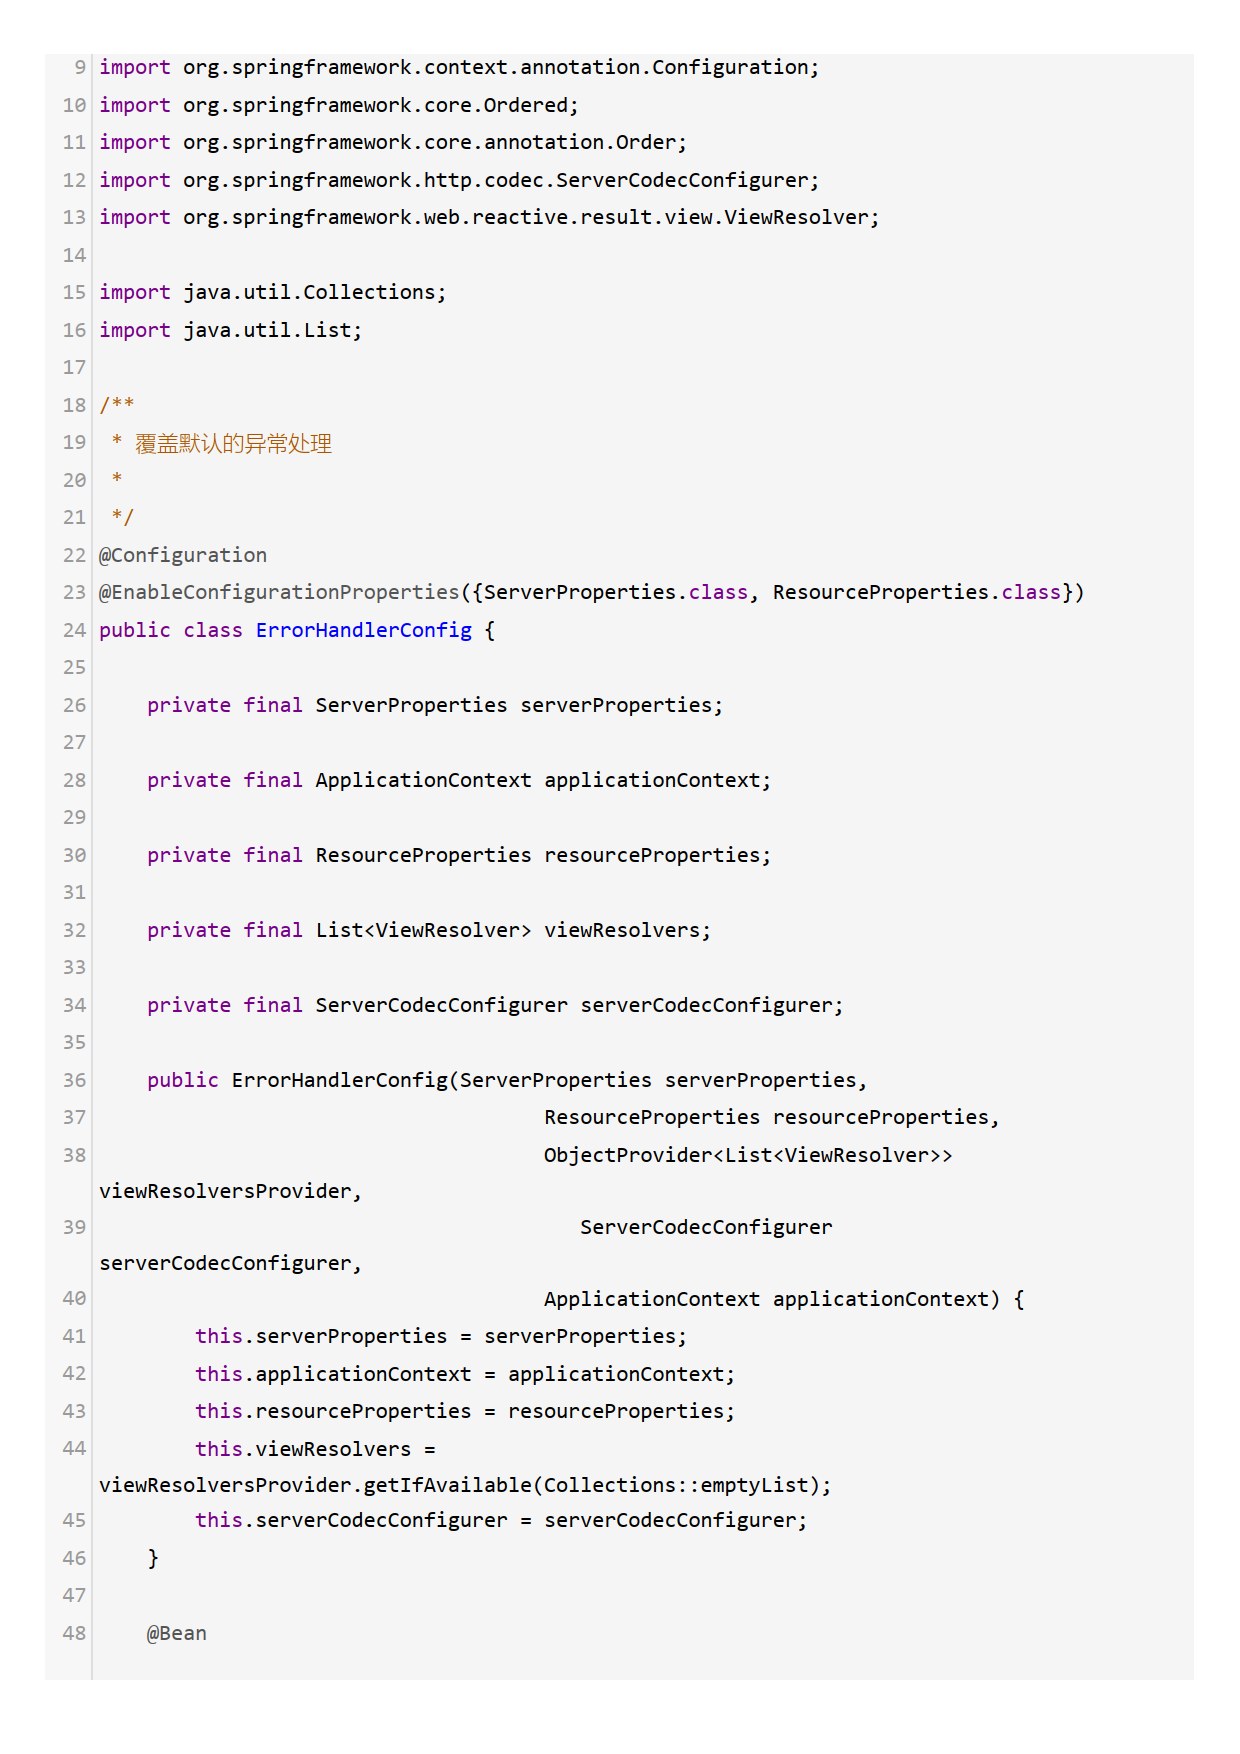 9 import org.springframework.context.annotation.Configuration;
10 import org.springframework.core.Ordered;
11 import org.springframework.core.annotation.Order;
12 import org.springframework.http.codec.ServerCodecConfigurer;
13 import org.springframework.web.reactive.result.view.ViewResolver;
14
15 import java.util.Collections;
16 import java.util.List;
17
18 /**
19  * 覆盖默认的异常处理
20  *
21  */
22 @Configuration
23 @EnableConfigurationProperties({ServerProperties.class, ResourceProperties.class})
24 public class ErrorHandlerConfig {
25
26     private final ServerProperties serverProperties;
27
28     private final ApplicationContext applicationContext;
29
30     private final ResourceProperties resourceProperties;
31
32     private final List<ViewResolver> viewResolvers;
33
34     private final ServerCodecConfigurer serverCodecConfigurer;
35
36     public ErrorHandlerConfig(ServerProperties serverProperties,
37                                      ResourceProperties resourceProperties,
38                                      ObjectProvider<List<ViewResolver>>
viewResolversProvider,
39                                         ServerCodecConfigurer
serverCodecConfigurer,
40                                      ApplicationContext applicationContext) {
41         this.serverProperties = serverProperties;
42         this.applicationContext = applicationContext;
43         this.resourceProperties = resourceProperties;
44         this.viewResolvers =
viewResolversProvider.getIfAvailable(Collections::emptyList);
45         this.serverCodecConfigurer = serverCodecConfigurer;
46     }
47
48     @Bean